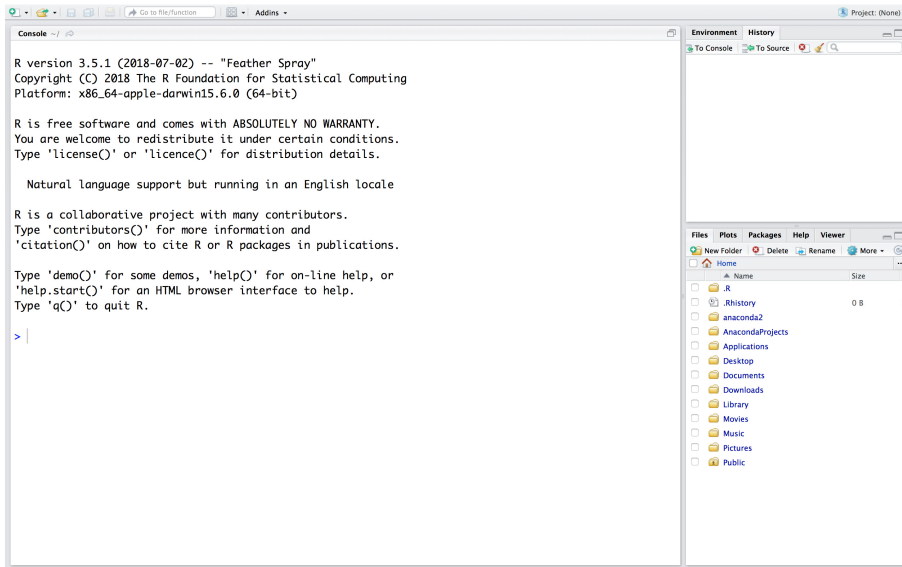 Go to file/function
Addins
Project: (None)
Console ~/
R version 3.5.1 (2018-07-02) -- "Feather Spray"
Copyright (C) 2018 The R Foundation for Statistical Computing
Platform: x86_64-apple-darwin15.6.0 (64-bit)
R is free software and comes with ABSOLUTELY NO WARRANTY.
You are welcome to redistribute it under certain conditions.
Type 'license()' or 'licence()' for distribution details.
Natural language support but running in an English locale
R is a collaborative project with many contributors.
Type 'contributors()' for more information and
'citation()' on how to cite R or R packages in publications.
Type 'demo()' for some demos, 'help()' for on-line help, or
'help.start()' for an HTML browser interface to help.
Type 'q()' to quit R.
>
Environment History
To Console To Source
Files Plots Packages Help Viewer
New Folder Delete Rename More
Home
Name Size
.R
.Rhistory 0 B
anaconda2
AnacondaProjects
Applications
Desktop
Documents
Downloads
Library
Movies
Music
Pictures
Public